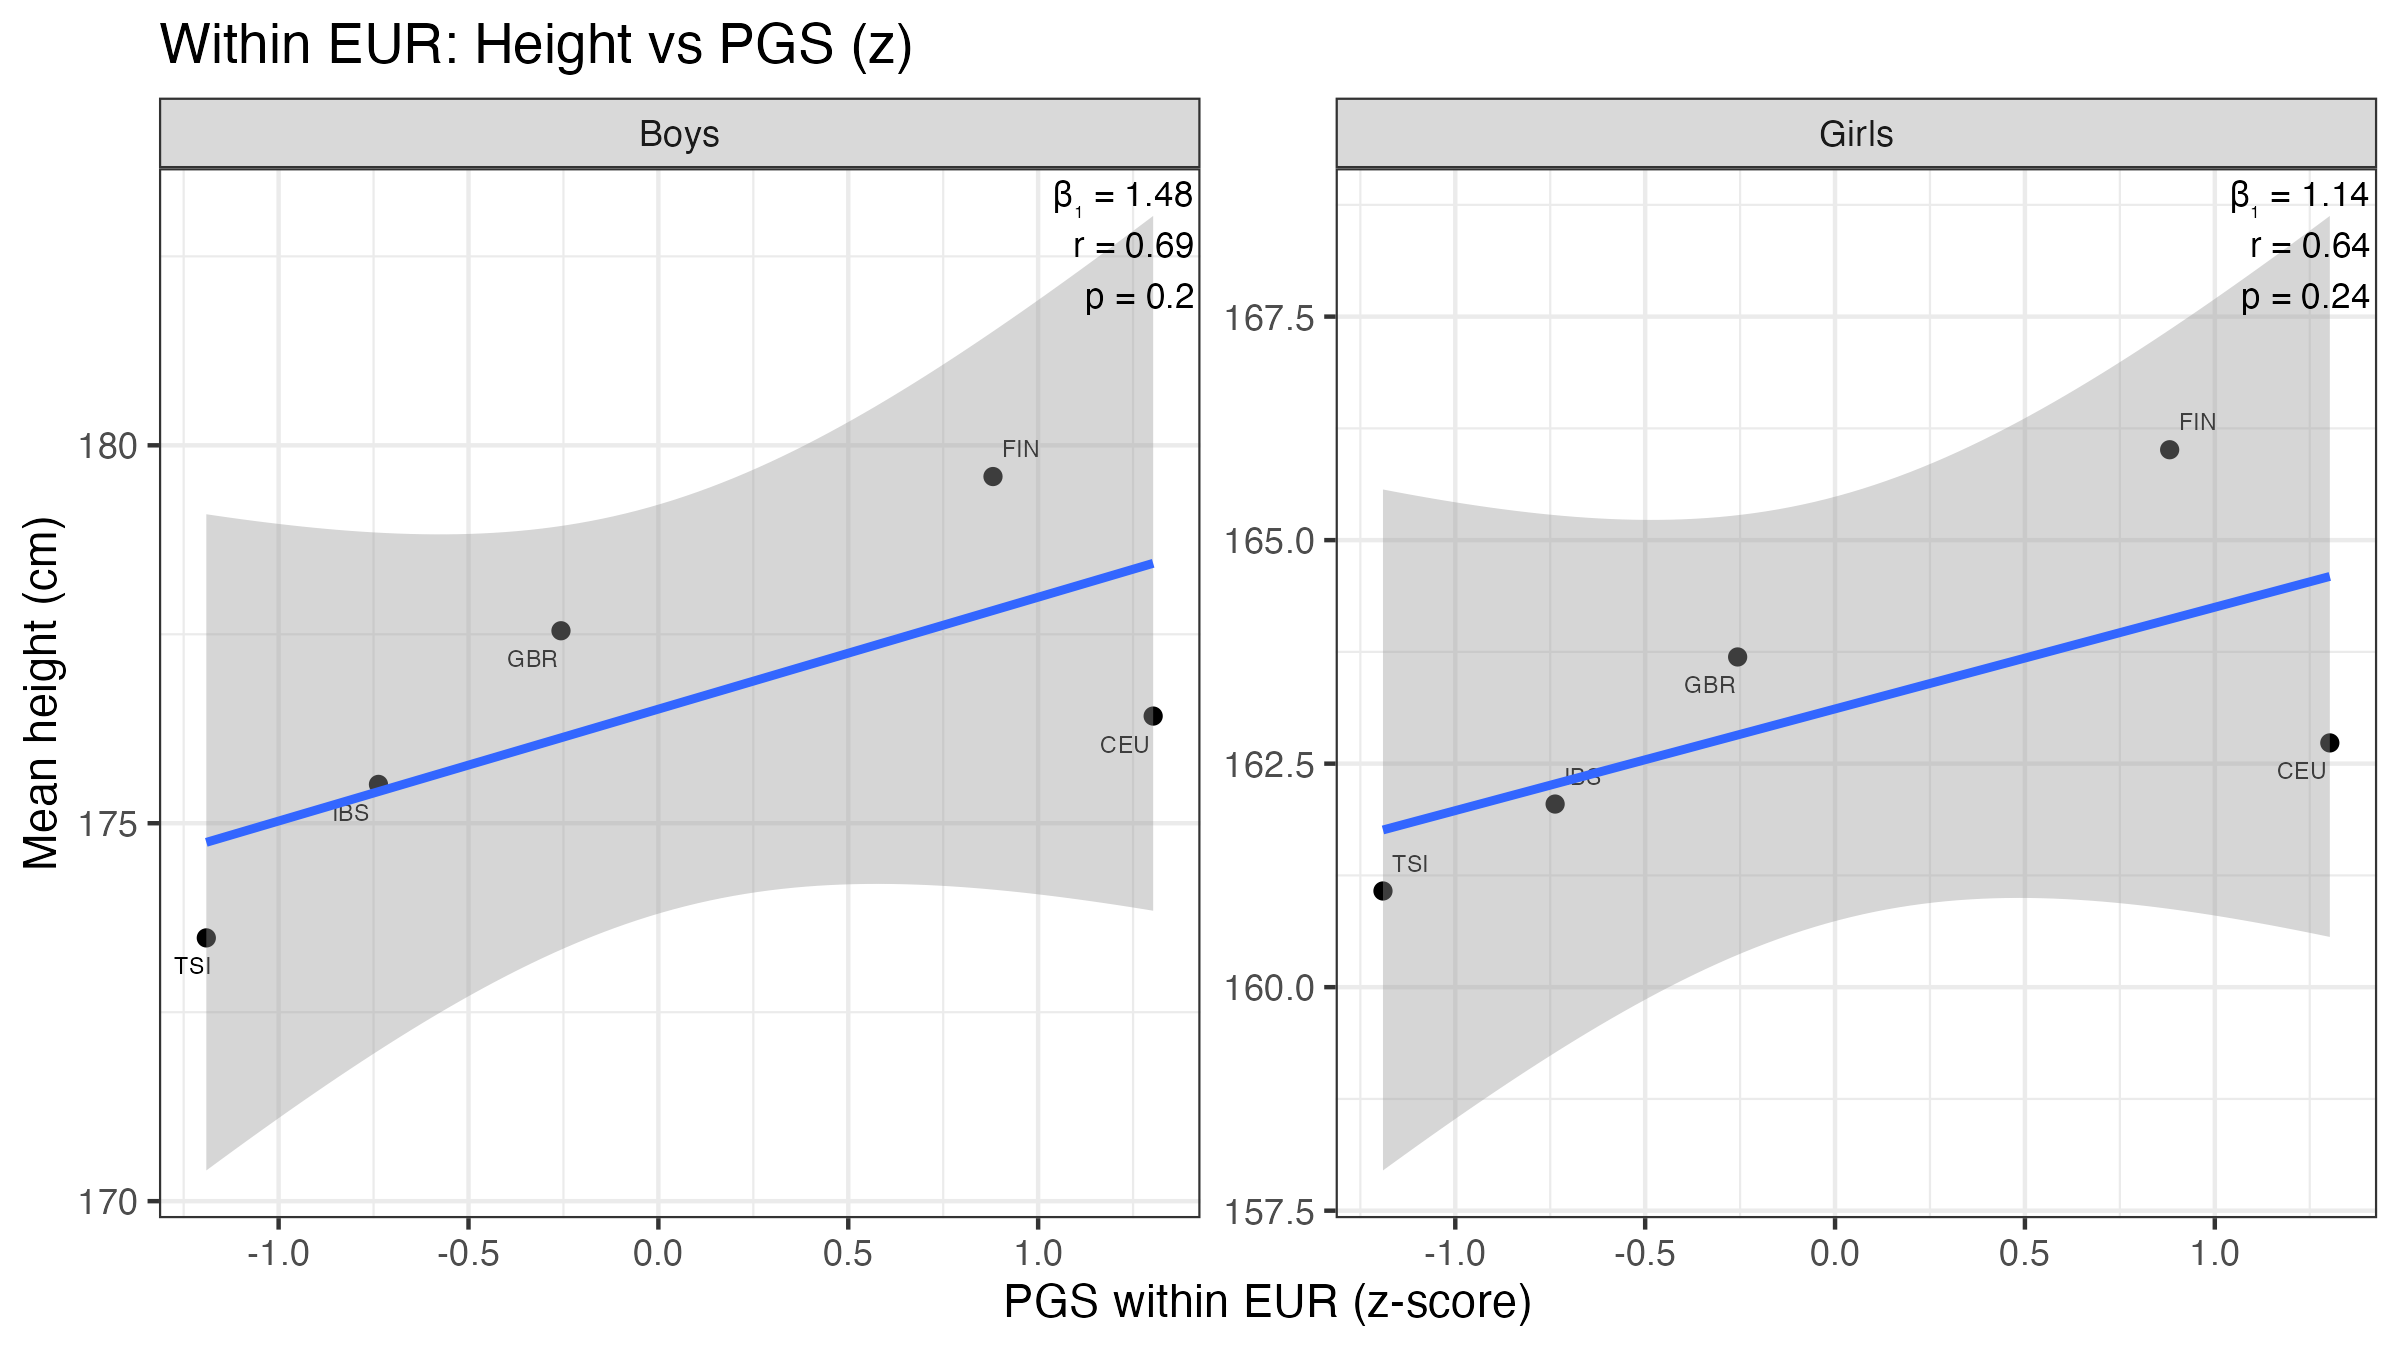 Within EUR: Height vs PGS (z)
Boys
β₁ = 1.48
r = 0.69
p = 0.2
180
175
170
FIN
GBR
CEU
IBS
TSI
-1.0 -0.5 0.0 0.5 1.0
Girls
β₁ = 1.14
r = 0.64
p = 0.24
167.5
165.0
162.5
160.0
157.5
FIN
GBR
IBS
CEU
TSI
-1.0 -0.5 0.0 0.5 1.0
Mean height (cm)
PGS within EUR (z-score)